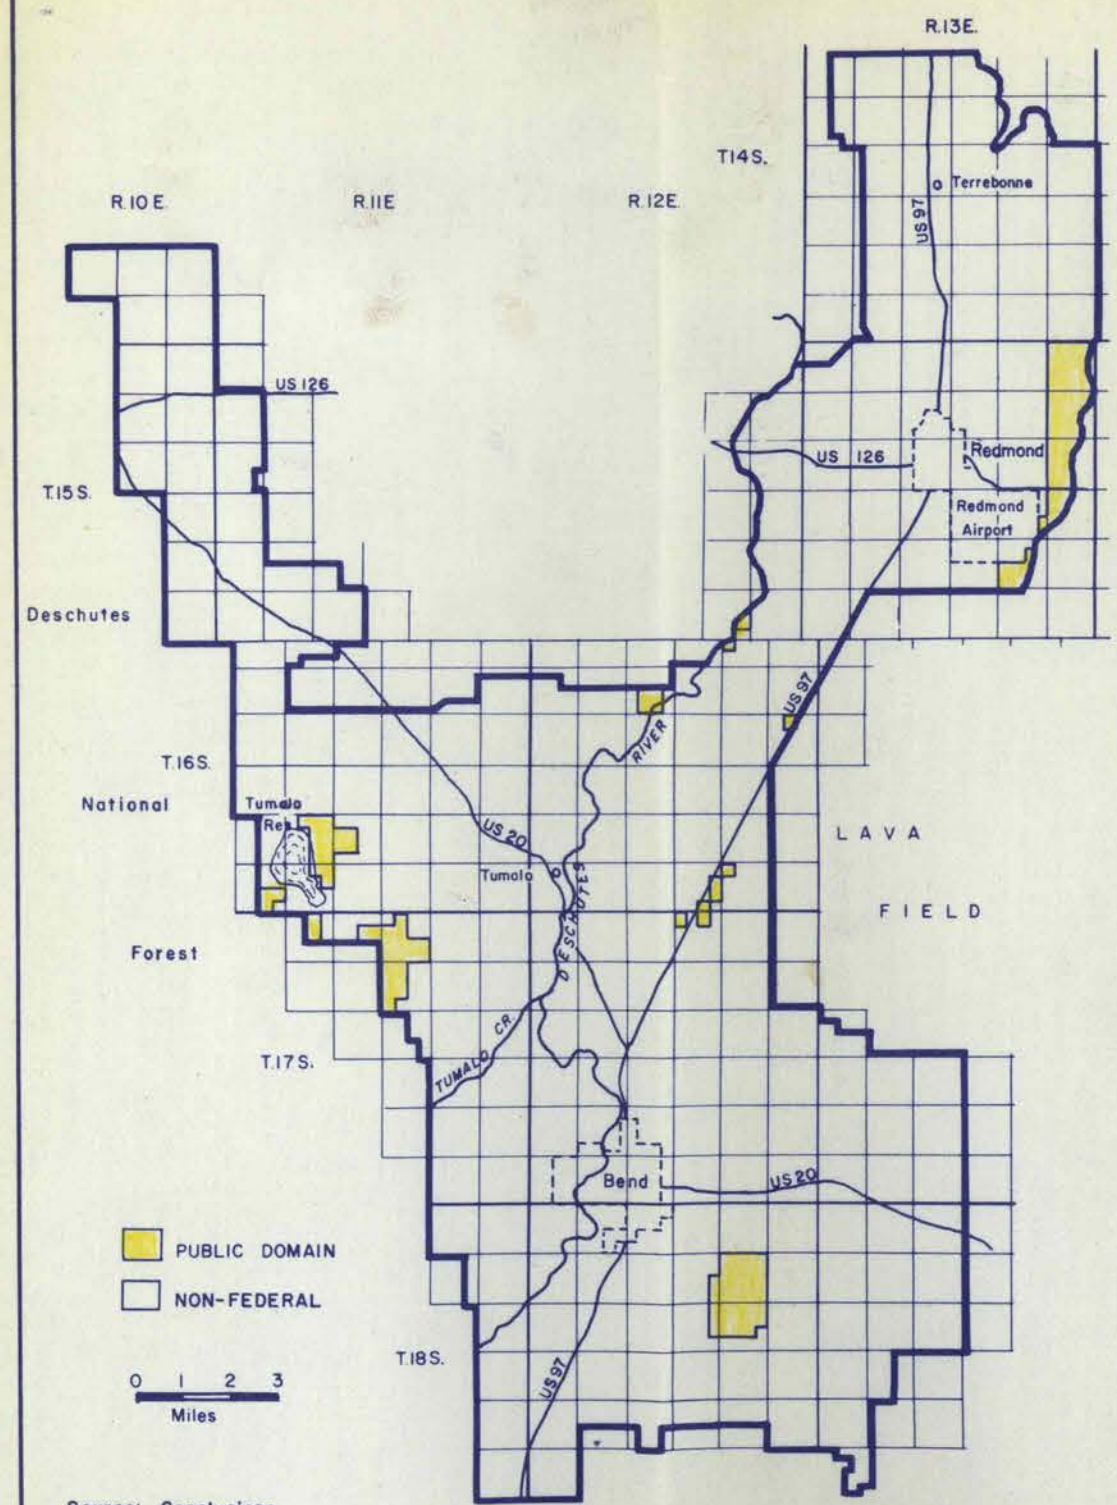 R.13E.
T.14S.
R.10E.
R.11E
R.12E.
Terrebonne
US 97
US 126
US 126
Redmond
T.15S.
Redmond
Airport
Deschutes
US 97
RIVER
T.16S.
National
Tumalo
Res.
US 20
LAVA
Tumalo
DESCHUTES
FIELD
Forest
TUMALO CR.
T.17S.
Bend
US 20
PUBLIC DOMAIN
NON-FEDERAL
T.18S.
US 97
0 1 2 3
Miles